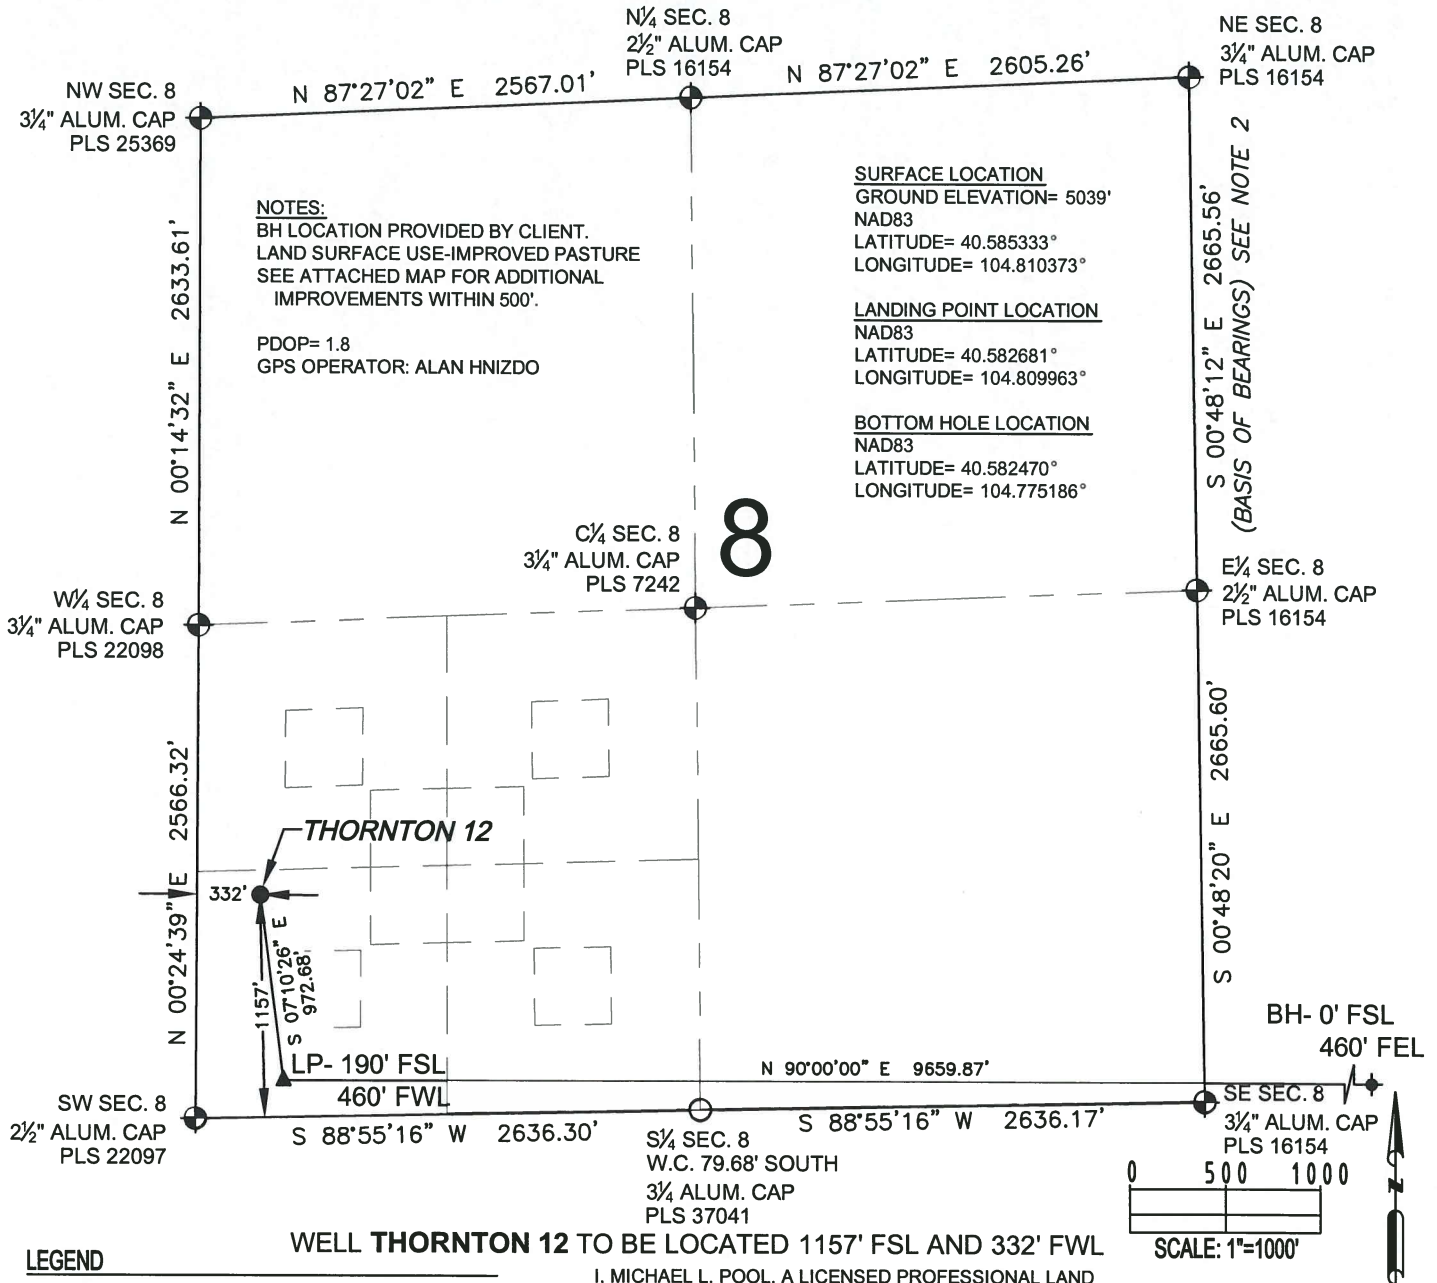 N¼ SEC. 8
2½" ALUM. CAP
PLS 16154
NE SEC. 8
3¼" ALUM. CAP
PLS 16154
NW SEC. 8
3¼" ALUM. CAP
PLS 25369
N 87°27'02" E 2567.01'
N 87°27'02" E 2605.26'
NOTES:
BH LOCATION PROVIDED BY CLIENT.
LAND SURFACE USE-IMPROVED PASTURE
SEE ATTACHED MAP FOR ADDITIONAL
IMPROVEMENTS WITHIN 500'.
PDOP= 1.8
GPS OPERATOR: ALAN HNIZDO
SURFACE LOCATION
GROUND ELEVATION= 5039'
NAD83
LATITUDE= 40.585333°
LONGITUDE= 104.810373°
LANDING POINT LOCATION
NAD83
LATITUDE= 40.582681°
LONGITUDE= 104.809963°
BOTTOM HOLE LOCATION
NAD83
LATITUDE= 40.582470°
LONGITUDE= 104.775186°
N 00°14'32" E 2633.61'
S 00°48'12" E 2665.56'
(BASIS OF BEARINGS) SEE NOTE 2
C¼ SEC. 8
3¼" ALUM. CAP
PLS 7242
8
W¼ SEC. 8
3¼" ALUM. CAP
PLS 22098
E¼ SEC. 8
2½" ALUM. CAP
PLS 16154
N 00°24'39" E 2566.32'
S 00°48'20" E 2665.60'
THORNTON 12
332'
1157'
S 07°10'26" E
972.68'
LP- 190' FSL
460' FWL
N 90°00'00" E 9659.87'
BH- 0' FSL
460' FEL
SW SEC. 8
2½" ALUM. CAP
PLS 22097
S 88°55'16" W 2636.30'
S 88°55'16" W 2636.17'
SE SEC. 8
3¼" ALUM. CAP
PLS 16154
S¼ SEC. 8
W.C. 79.68' SOUTH
3¼ ALUM. CAP
PLS 37041
0 500 1000
SCALE: 1"=1000'
N
WELL THORNTON 12 TO BE LOCATED 1157' FSL AND 332' FWL
LEGEND
I, MICHAEL L. POOL, A LICENSED PROFESSIONAL LAND